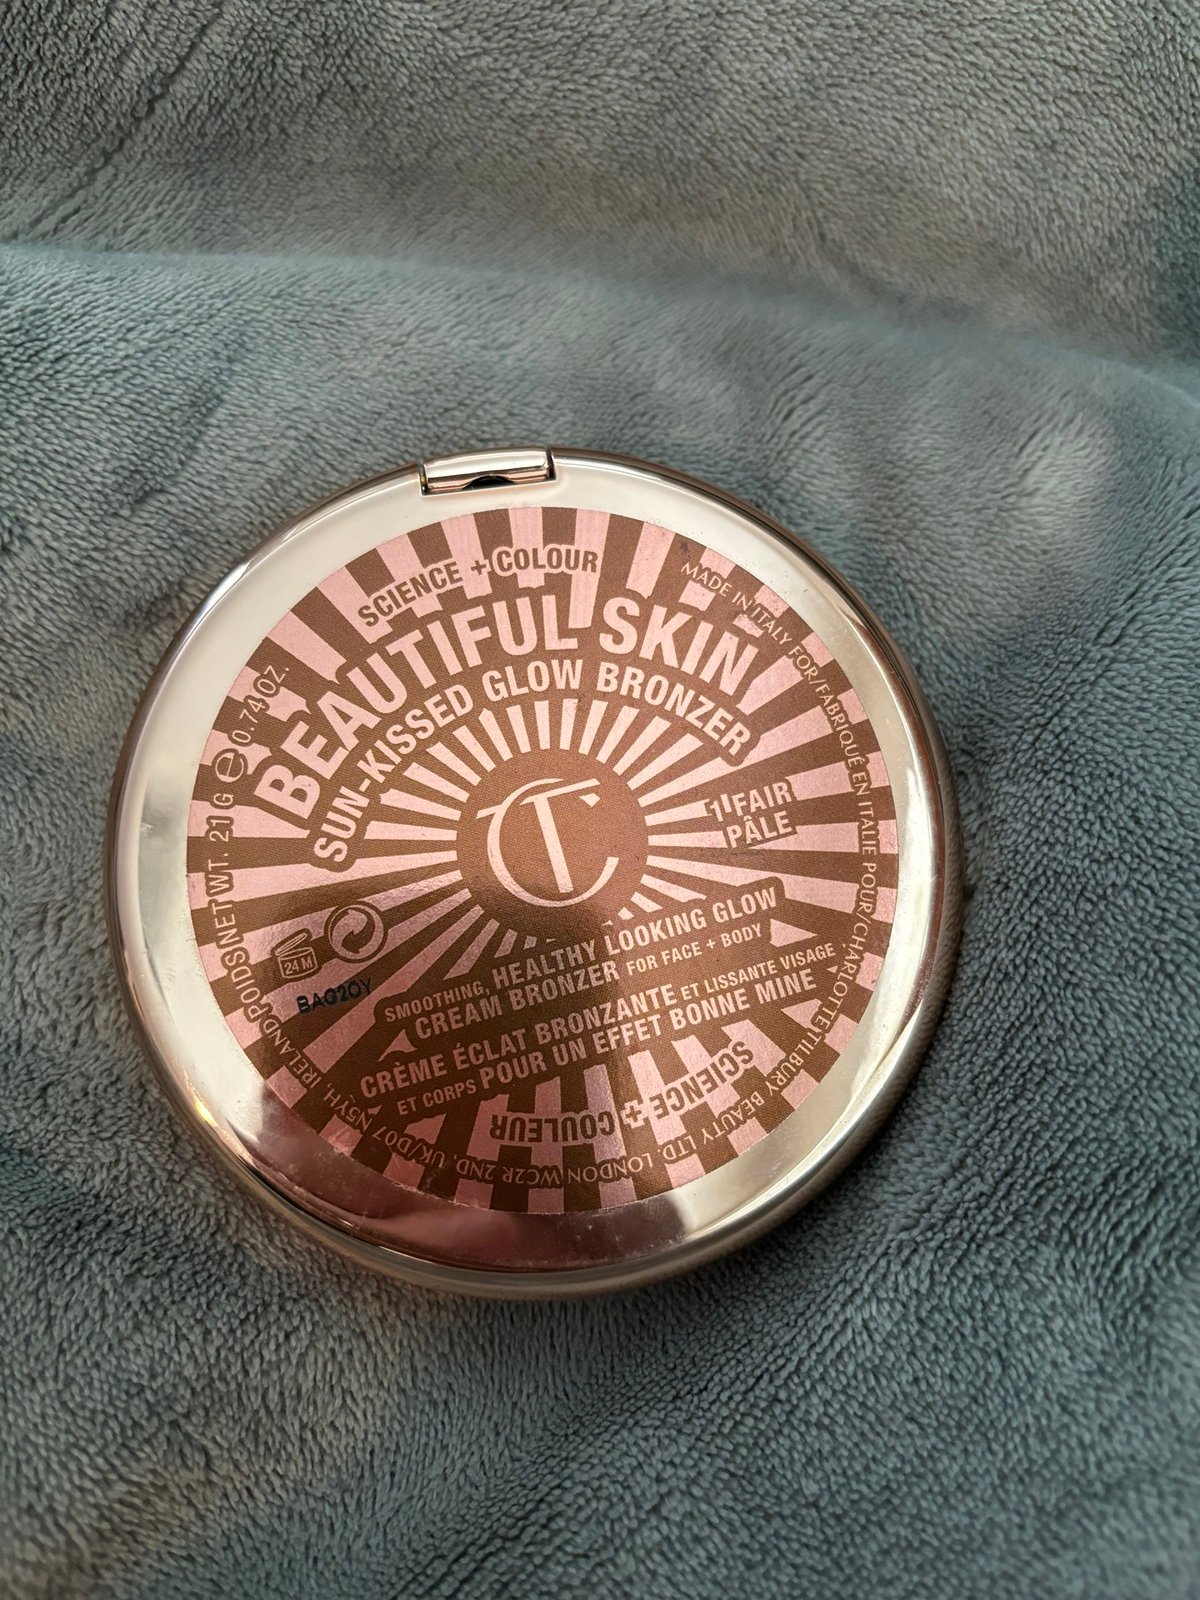 SCIENCE + COLOUR
BEAUTIFUL SKIN
SUN-KISSED GLOW BRONZER
CT
1 FAIR
PÂLE
SMOOTHING, HEALTHY LOOKING GLOW
CREAM BRONZER FOR FACE + BODY
CRÈME ÉCLAT BRONZANTE ET LISSANTE VISAGE
ET CORPS POUR UN EFFET BONNE MINE
SCIENCE + COULEUR
24 M
MADE IN ITALY FOR/FABRIQUÉ EN ITALIE POUR/CHARLOTTE TILBURY BEAUTY LTD. LONDON WC2R 2ND, UK/D07 N5YH, IRELAND
POIDS NET WT. 21 G e 0.74 OZ.